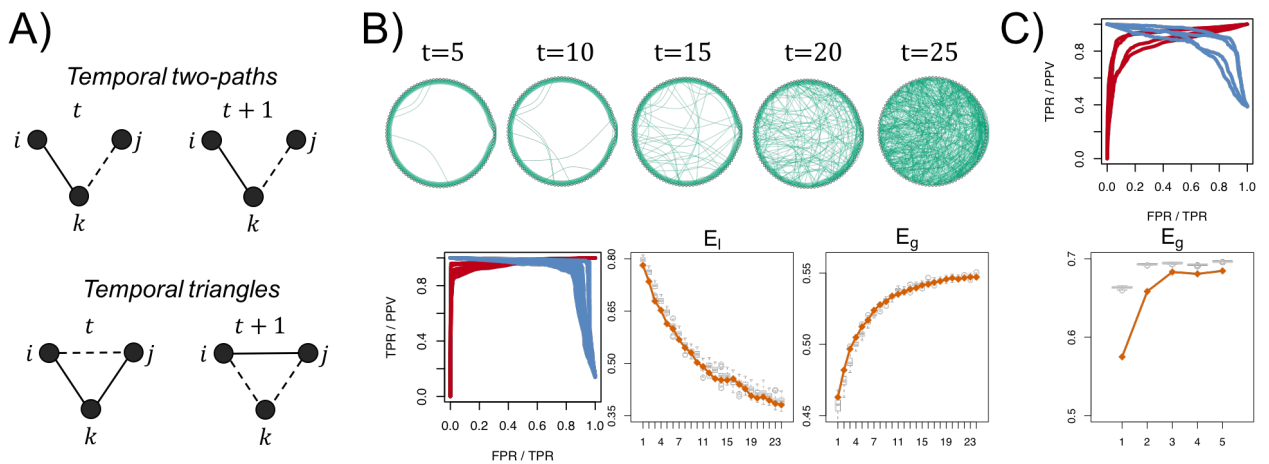 A)
Temporal two-paths
t
t + 1
i
j
k
i
j
k
Temporal triangles
t
t + 1
i
j
k
i
j
k
B)
t=5
t=10
t=15
t=20
t=25
TPR / PPV
0.0
0.4
0.8
0.0 0.2 0.4 0.6 0.8 1.0
FPR / TPR
El
0.80
0.65
0.50
0.35
1 4 7 11 15 19 23
Eg
0.55
0.50
0.45
1 4 7 11 15 19 23
C)
TPR / PPV
0.8
0.4
0.0
0.0 0.2 0.4 0.6 0.8 1.0
FPR / TPR
Eg
0.7
0.6
0.5
1 2 3 4 5